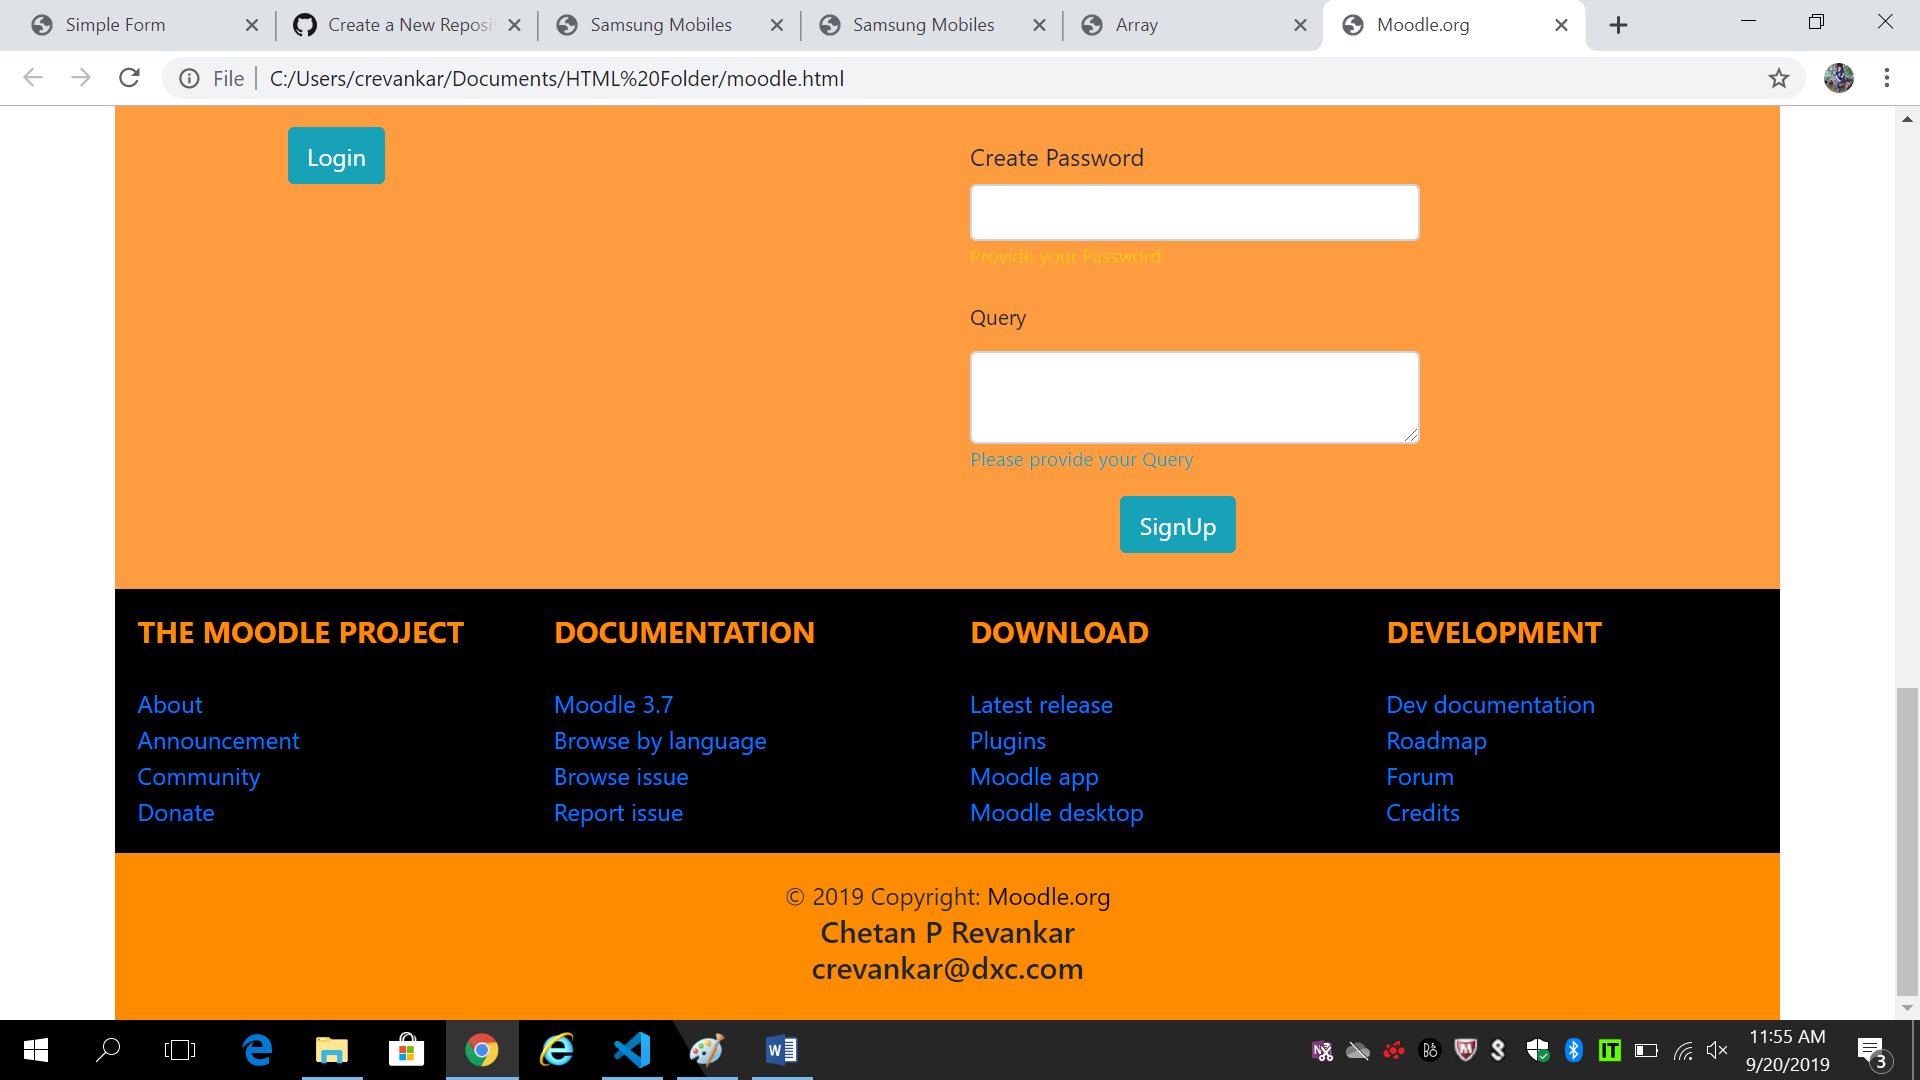 Simple Form
Create a New Reposi
Samsung Mobiles
Samsung Mobiles
Array
Moodle.org
File
C:/Users/crevankar/Documents/HTML%20Folder/moodle.html
Login
Create Password
Provide your Password
Query
Please provide your Query
SignUp
THE MOODLE PROJECT
About
Announcement
Community
Donate
DOCUMENTATION
Moodle 3.7
Browse by language
Browse issue
Report issue
DOWNLOAD
Latest release
Plugins
Moodle app
Moodle desktop
DEVELOPMENT
Dev documentation
Roadmap
Forum
Credits
© 2019 Copyright: Moodle.org
Chetan P Revankar
crevankar@dxc.com
11:55 AM
9/20/2019
3